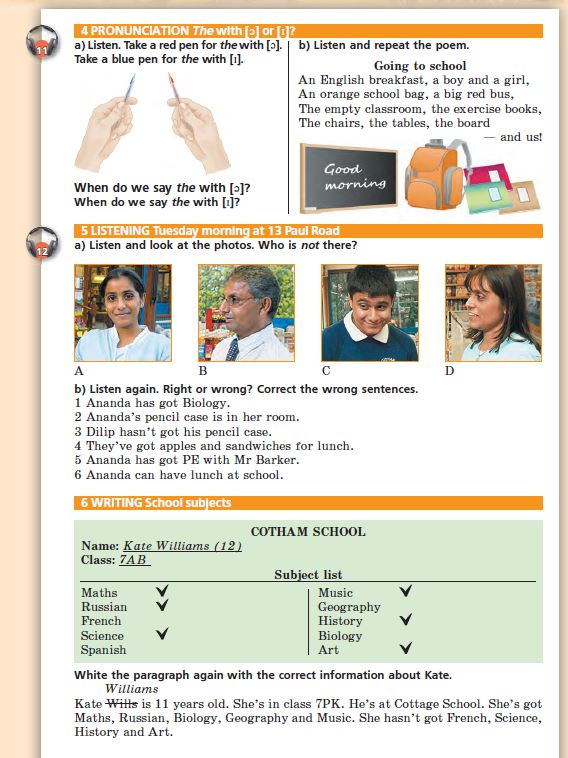 4 PRONUNCIATION The with [ɔ] or [ɪ]?
11
a) Listen. Take a red pen for the with [ɔ].
Take a blue pen for the with [ɪ].
When do we say the with [ɔ]?
When do we say the with [ɪ]?
b) Listen and repeat the poem.
Going to school
An English breakfast, a boy and a girl,
An orange school bag, a big red bus,
The empty classroom, the exercise books,
The chairs, the tables, the board
— and us!
Good
morning
5 LISTENING Tuesday morning at 13 Paul Road
12
a) Listen and look at the photos. Who is not there?
A B C D
b) Listen again. Right or wrong? Correct the wrong sentences.
1 Ananda has got Biology.
2 Ananda's pencil case is in her room.
3 Dilip hasn't got his pencil case.
4 They've got apples and sandwiches for lunch.
5 Ananda has got PE with Mr Barker.
6 Ananda can have lunch at school.
6 WRITING School subjects
COTHAM SCHOOL
Name: Kate Williams (12)
Class: 7AB
Subject list
Maths ✓
Russian ✓
French
Science ✓
Spanish
Music ✓
Geography
History ✓
Biology
Art ✓
White the paragraph again with the correct information about Kate.
Williams
Kate Wills is 11 years old. She's in class 7PK. He's at Cottage School. She's got
Maths, Russian, Biology, Geography and Music. She hasn't got French, Science,
History and Art.